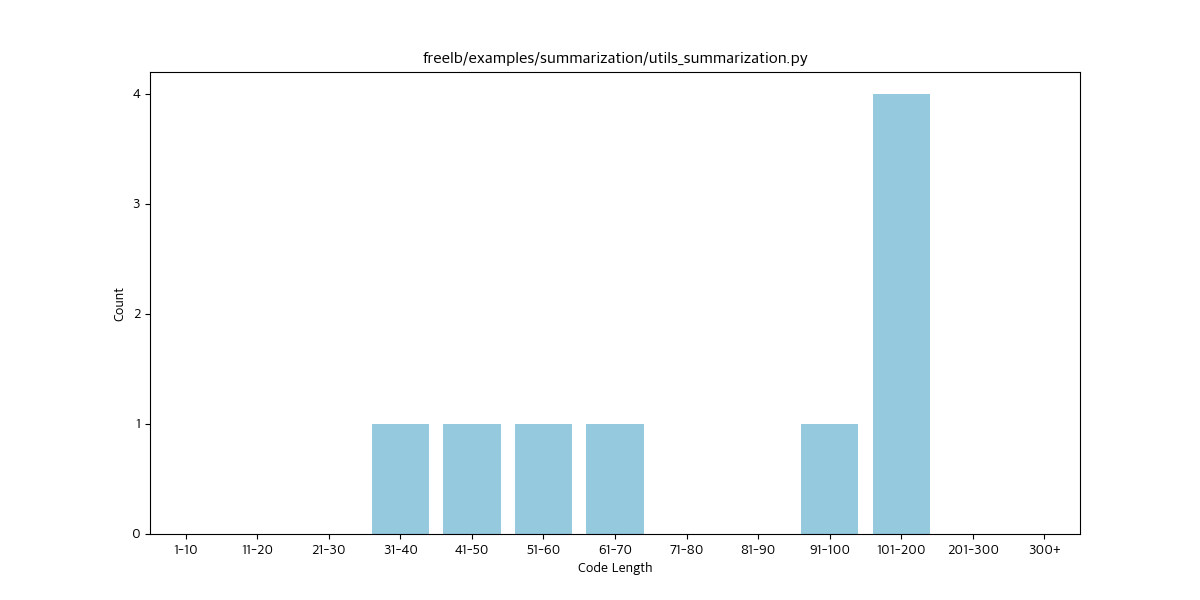 freelb/examples/summarization/utils_summarization.py
Count
4
3
2
1
0
1-10 11-20 21-30 31-40 41-50 51-60 61-70 71-80 81-90 91-100 101-200 201-300 300+
Code Length